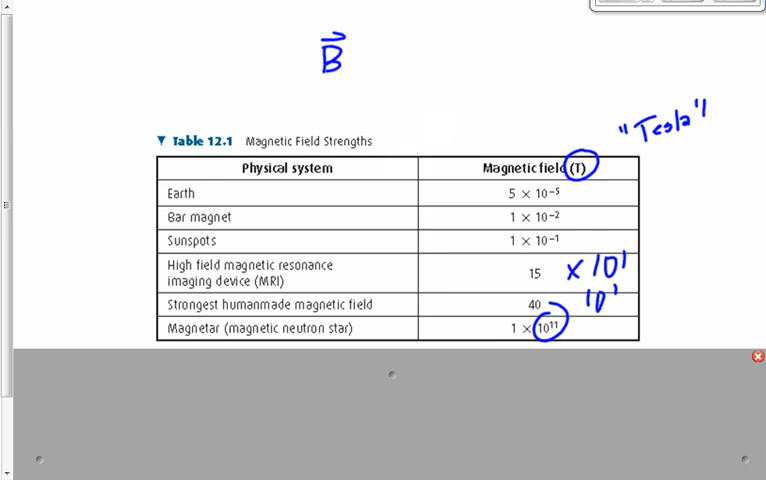 B
"Tesla"
▼ Table 12.1 Magnetic Field Strengths
Physical system Magnetic field (T)
Earth 5 × 10⁻⁵
Bar magnet 1 × 10⁻²
Sunspots 1 × 10⁻¹
High field magnetic resonance
imaging device (MRI) 15 × 10¹
Strongest humanmade magnetic field 40 10¹
Magnetar (magnetic neutron star) 1 × 10¹¹